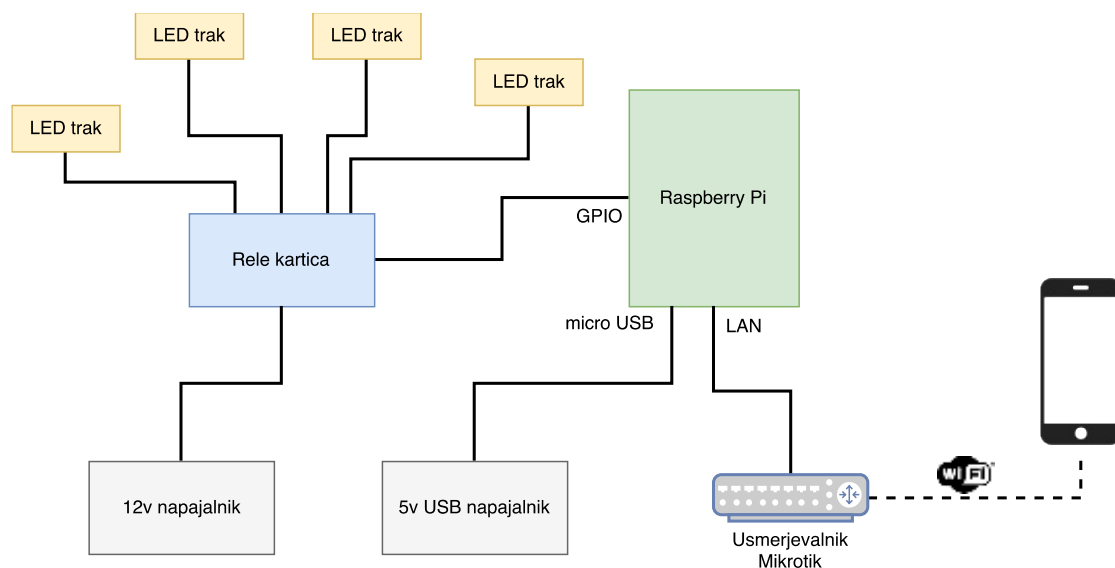 LED trak
LED trak
LED trak
LED trak
Raspberry Pi
GPIO
Rele kartica
micro USB
LAN
WiFi
12v napajalnik
5v USB napajalnik
Usmerjevalnik
Mikrotik